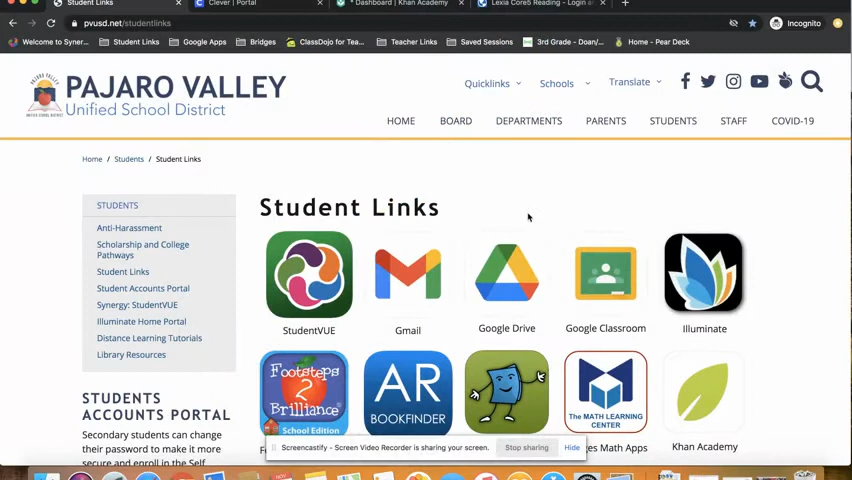 Student Links
Clever | Portal
* Dashboard | Khan Academy
Lexia Core5 Reading - Login
pvusd.net/studentlinks
Incognito
Welcome to Syner...
Student Links
Google Apps
Bridges
ClassDojo for Tea...
Teacher Links
Saved Sessions
3rd Grade - Doan/...
Home - Pear Deck
PAJARO VALLEY
Unified School District
Quicklinks
Schools
Translate
HOME
BOARD
DEPARTMENTS
PARENTS
STUDENTS
STAFF
COVID-19
Home / Students / Student Links
STUDENTS
Anti-Harassment
Scholarship and College
Pathways
Student Links
Student Accounts Portal
Synergy: StudentVUE
Illuminate Home Portal
Distance Learning Tutorials
Library Resources
STUDENTS
ACCOUNTS PORTAL
Secondary students can change
their password to make it more
secure and enroll in the Self
Student Links
StudentVUE
Gmail
Google Drive
Google Classroom
Illuminate
Footsteps
2
Brilliance
School Edition
AR
BOOKFINDER
The MATH LEARNING
CENTER
Math Apps
Khan Academy
Screencastify - Screen Video Recorder is sharing your screen.
Stop sharing
Hide
NOV